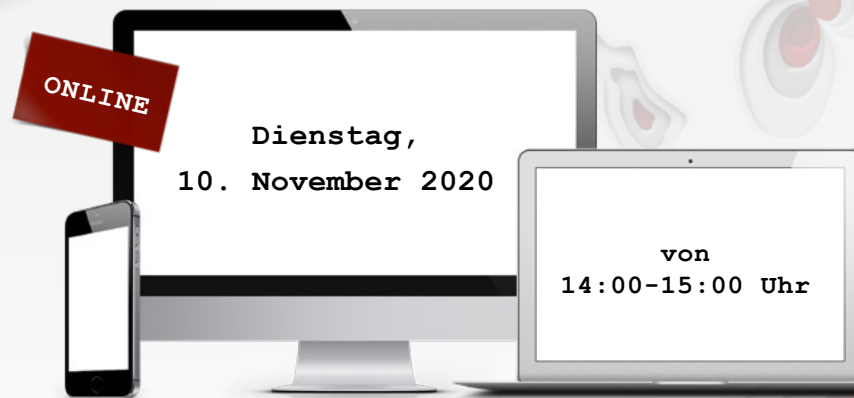 ONLINE
Dienstag,
10. November 2020
von
14:00-15:00 Uhr